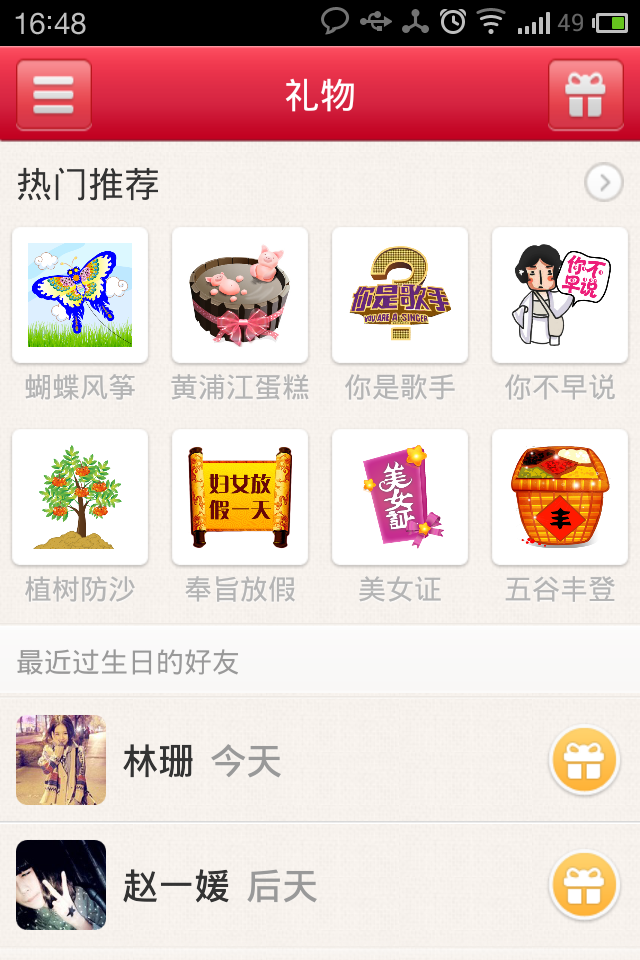 16:48
49
礼物
热门推荐
你是歌手
YOU ARE A SINGER
你不
早说
蝴蝶风筝
黄浦江蛋糕
你是歌手
你不早说
妇女放
假一天
美女証
丰
植树防沙
奉旨放假
美女证
五谷丰登
最近过生日的好友
林珊 今天
赵一媛 后天